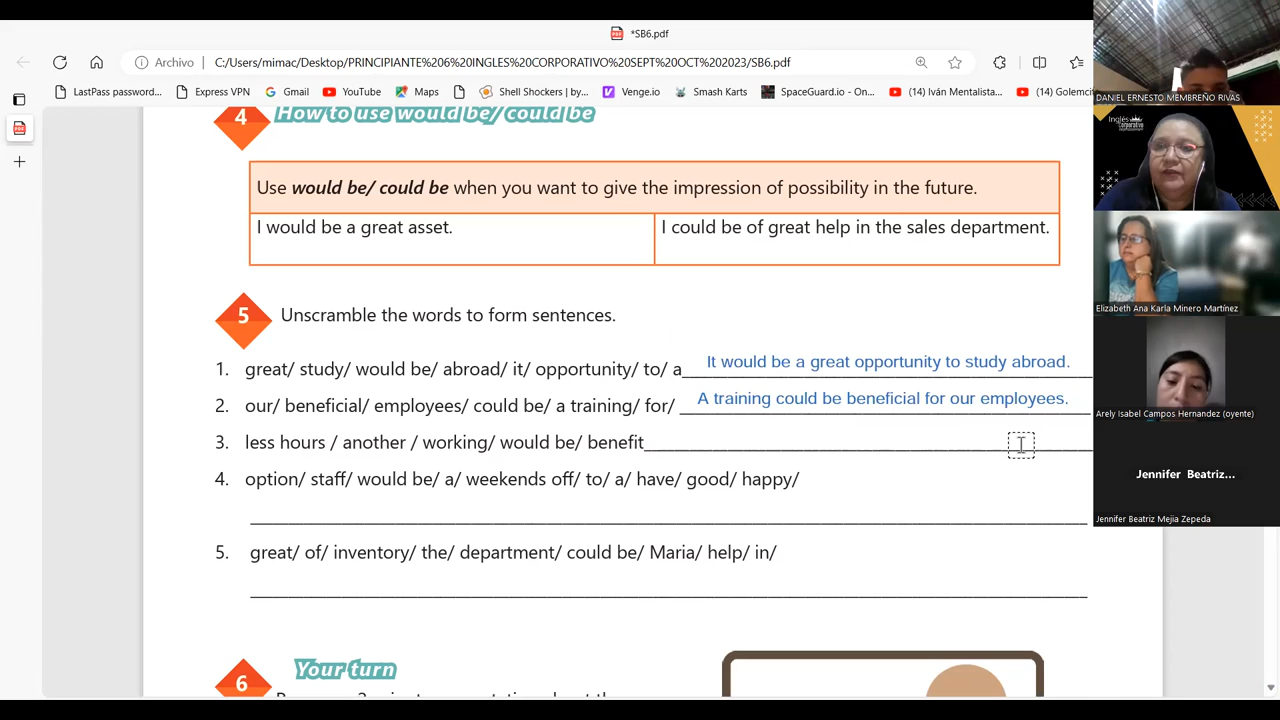 *SB6.pdf
Archivo
C:/Users/mimac/Desktop/PRINCIPIANTE%206%20INGLES%20CORPORATIVO%20SEPT%20OCT%202023/SB6.pdf
LastPass password...
Express VPN
Gmail
YouTube
Maps
Shell Shockers | by...
Venge.io
Smash Karts
SpaceGuard.io - On...
(14) Iván Mentalista...
(14) Golemcit
4
How to use would be/ could be
Use would be/ could be when you want to give the impression of possibility in the future.
I would be a great asset.
I could be of great help in the sales department.
5
Unscramble the words to form sentences.
1. great/ study/ would be/ abroad/ it/ opportunity/ to/ a
It would be a great opportunity to study abroad.
2. our/ beneficial/ employees/ could be/ a training/ for/
A training could be beneficial for our employees.
3. less hours / another / working/ would be/ benefit
4. option/ staff/ would be/ a/ weekends off/ to/ a/ have/ good/ happy/
5. great/ of/ inventory/ the/ department/ could be/ Maria/ help/ in/
6
Your turn
DANIEL ERNESTO MEMBREÑO RIVAS
Inglés
Corporativo
Elizabeth Ana Karla Minero Martínez
Arely Isabel Campos Hernandez (oyente)
Jennifer Beatriz...
Jennifer Beatriz Mejia Zepeda